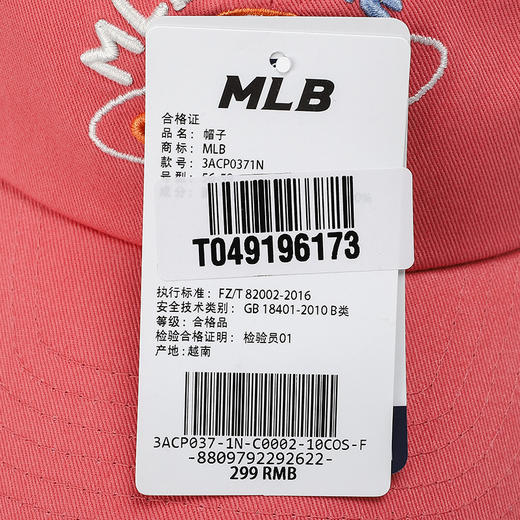 MLB
合格证
品名: 帽子
商标: MLB
款号: 3ACP0371N
T049196173
执行标准: FZ/T 82002-2016
安全技术类别: GB 18401-2010 B类
等级: 合格品
检验合格证明: 检验员01
产地: 越南
3ACP037-1N-C0002-10COS-F
-8809792292622-
299 RMB